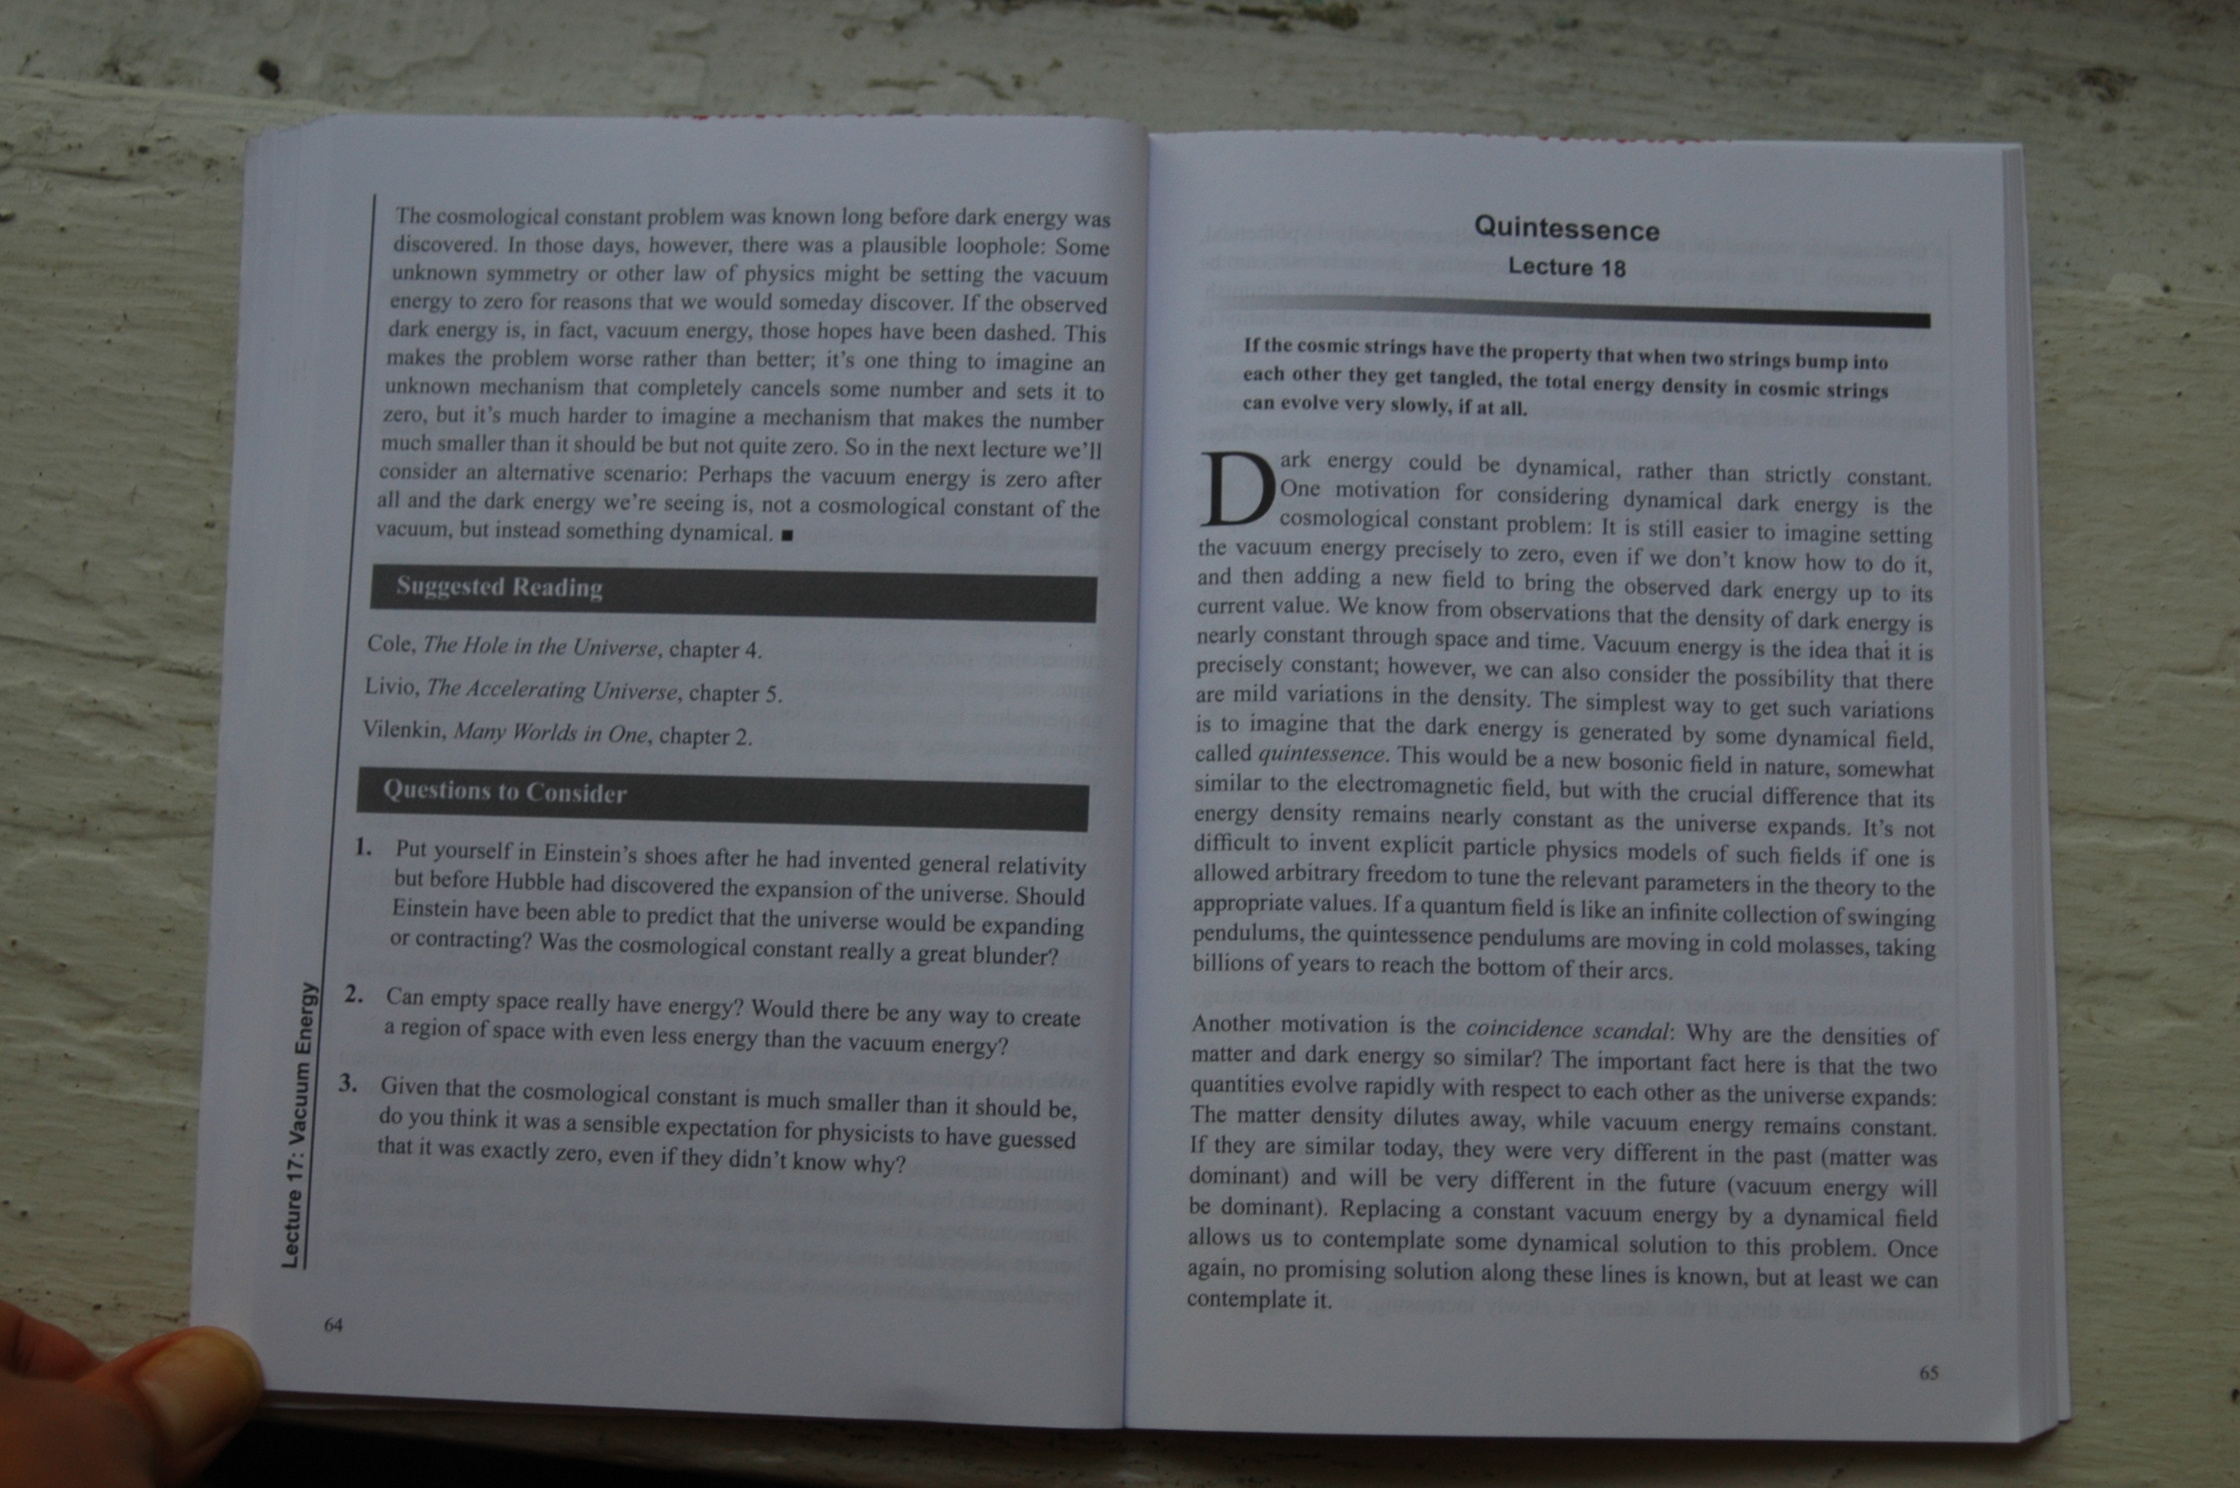 The cosmological constant problem was known long before dark energy was
discovered. In those days, however, there was a plausible loophole: Some
unknown symmetry or other law of physics might be setting the vacuum
energy to zero for reasons that we would someday discover. If the observed
dark energy is, in fact, vacuum energy, those hopes have been dashed. This
makes the problem worse rather than better; it's one thing to imagine an
unknown mechanism that completely cancels some number and sets it to
zero, but it's much harder to imagine a mechanism that makes the number
much smaller than it should be but not quite zero. So in the next lecture we'll
consider an alternative scenario: Perhaps the vacuum energy is zero after
all and the dark energy we're seeing is, not a cosmological constant of the
vacuum, but instead something dynamical. ■
Suggested Reading
Cole, The Hole in the Universe, chapter 4.
Livio, The Accelerating Universe, chapter 5.
Vilenkin, Many Worlds in One, chapter 2.
Questions to Consider
1. Put yourself in Einstein's shoes after he had invented general relativity
but before Hubble had discovered the expansion of the universe. Should
Einstein have been able to predict that the universe would be expanding
or contracting? Was the cosmological constant really a great blunder?
2. Can empty space really have energy? Would there be any way to create
a region of space with even less energy than the vacuum energy?
3. Given that the cosmological constant is much smaller than it should be,
do you think it was a sensible expectation for physicists to have guessed
that it was exactly zero, even if they didn't know why?
Lecture 17: Vacuum Energy
64
Quintessence
Lecture 18
If the cosmic strings have the property that when two strings bump into
each other they get tangled, the total energy density in cosmic strings
can evolve very slowly, if at all.
Dark energy could be dynamical, rather than strictly constant.
One motivation for considering dynamical dark energy is the
cosmological constant problem: It is still easier to imagine setting
the vacuum energy precisely to zero, even if we don't know how to do it,
and then adding a new field to bring the observed dark energy up to its
current value. We know from observations that the density of dark energy is
nearly constant through space and time. Vacuum energy is the idea that it is
precisely constant; however, we can also consider the possibility that there
are mild variations in the density. The simplest way to get such variations
is to imagine that the dark energy is generated by some dynamical field,
called quintessence. This would be a new bosonic field in nature, somewhat
similar to the electromagnetic field, but with the crucial difference that its
energy density remains nearly constant as the universe expands. It's not
difficult to invent explicit particle physics models of such fields if one is
allowed arbitrary freedom to tune the relevant parameters in the theory to the
appropriate values. If a quantum field is like an infinite collection of swinging
pendulums, the quintessence pendulums are moving in cold molasses, taking
billions of years to reach the bottom of their arcs.
Another motivation is the coincidence scandal: Why are the densities of
matter and dark energy so similar? The important fact here is that the two
quantities evolve rapidly with respect to each other as the universe expands:
The matter density dilutes away, while vacuum energy remains constant.
If they are similar today, they were very different in the past (matter was
dominant) and will be very different in the future (vacuum energy will
be dominant). Replacing a constant vacuum energy by a dynamical field
allows us to contemplate some dynamical solution to this problem. Once
again, no promising solution along these lines is known, but at least we can
contemplate it.
65